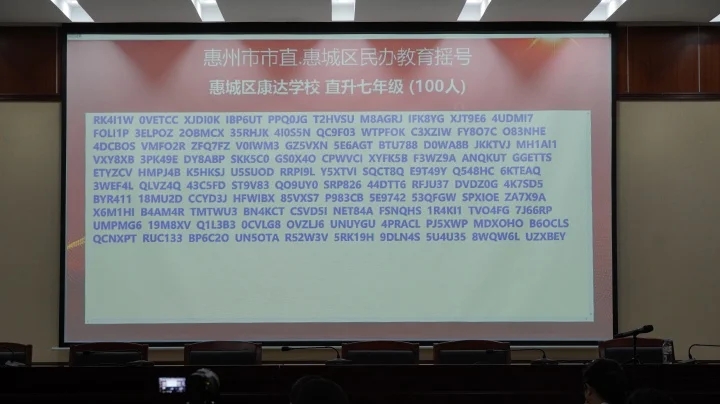 惠州市市直.惠城区民办教育摇号
惠城区康达学校 直升七年级 (100人)
RK4I1W 0VETCC XJDI0K IBP6UT PPQ0JG T2HVSU M8AGRJ IFK8YG XJT9E6 4UDMI7
FOLI1P 3ELPOZ 2O8MCX 35RHJK 4I0S5N QC9F03 WTPFOK C3XZIW FY8O7C O83NHE
4DCBOS VMFO2R ZFQ7FZ V0IWM3 GZ5VXN 5E6AGT BTU788 D0WA8B JKKTVJ MH1AI1
VXY8XB 3PK49E DY8ABP SKK5C0 G50X4O CPWVCI XYFK5B F3WZ9A ANQKUT GGETTS
ETYZCV HMPJ4B K5HKSJ U5SUOD RRPI9L Y5XTVI SQCT8Q E9T49Y Q548HC 6KTEAQ
3WEF4L QLVZ4Q 43C5FD ST9V83 QO9UY0 SRP826 44DTT6 RFJU37 DVDZ0G 4K7SD5
BYR411 18MU2D CCYD3J HFWIBX 85VXS7 P983CB 5E9742 53QFGW SPXIOE ZA7X9A
X6M1HI B4AM4R TMTWU3 BN4KCT C5VD5I NET84A FSNQHS 1R4KI1 TVO4FG 7J66RP
UMPMG6 19M8XV Q1L3B3 0CVLG8 OVZLJ6 UNUYGU 4PRACL PJ5XWP MDXOHO B6OCLS
QCNXPT RUC133 BP6C2O UN5OTA R52W3V 5RK19H 9DLN4S 5U4U35 8WQW6L UZXBEY